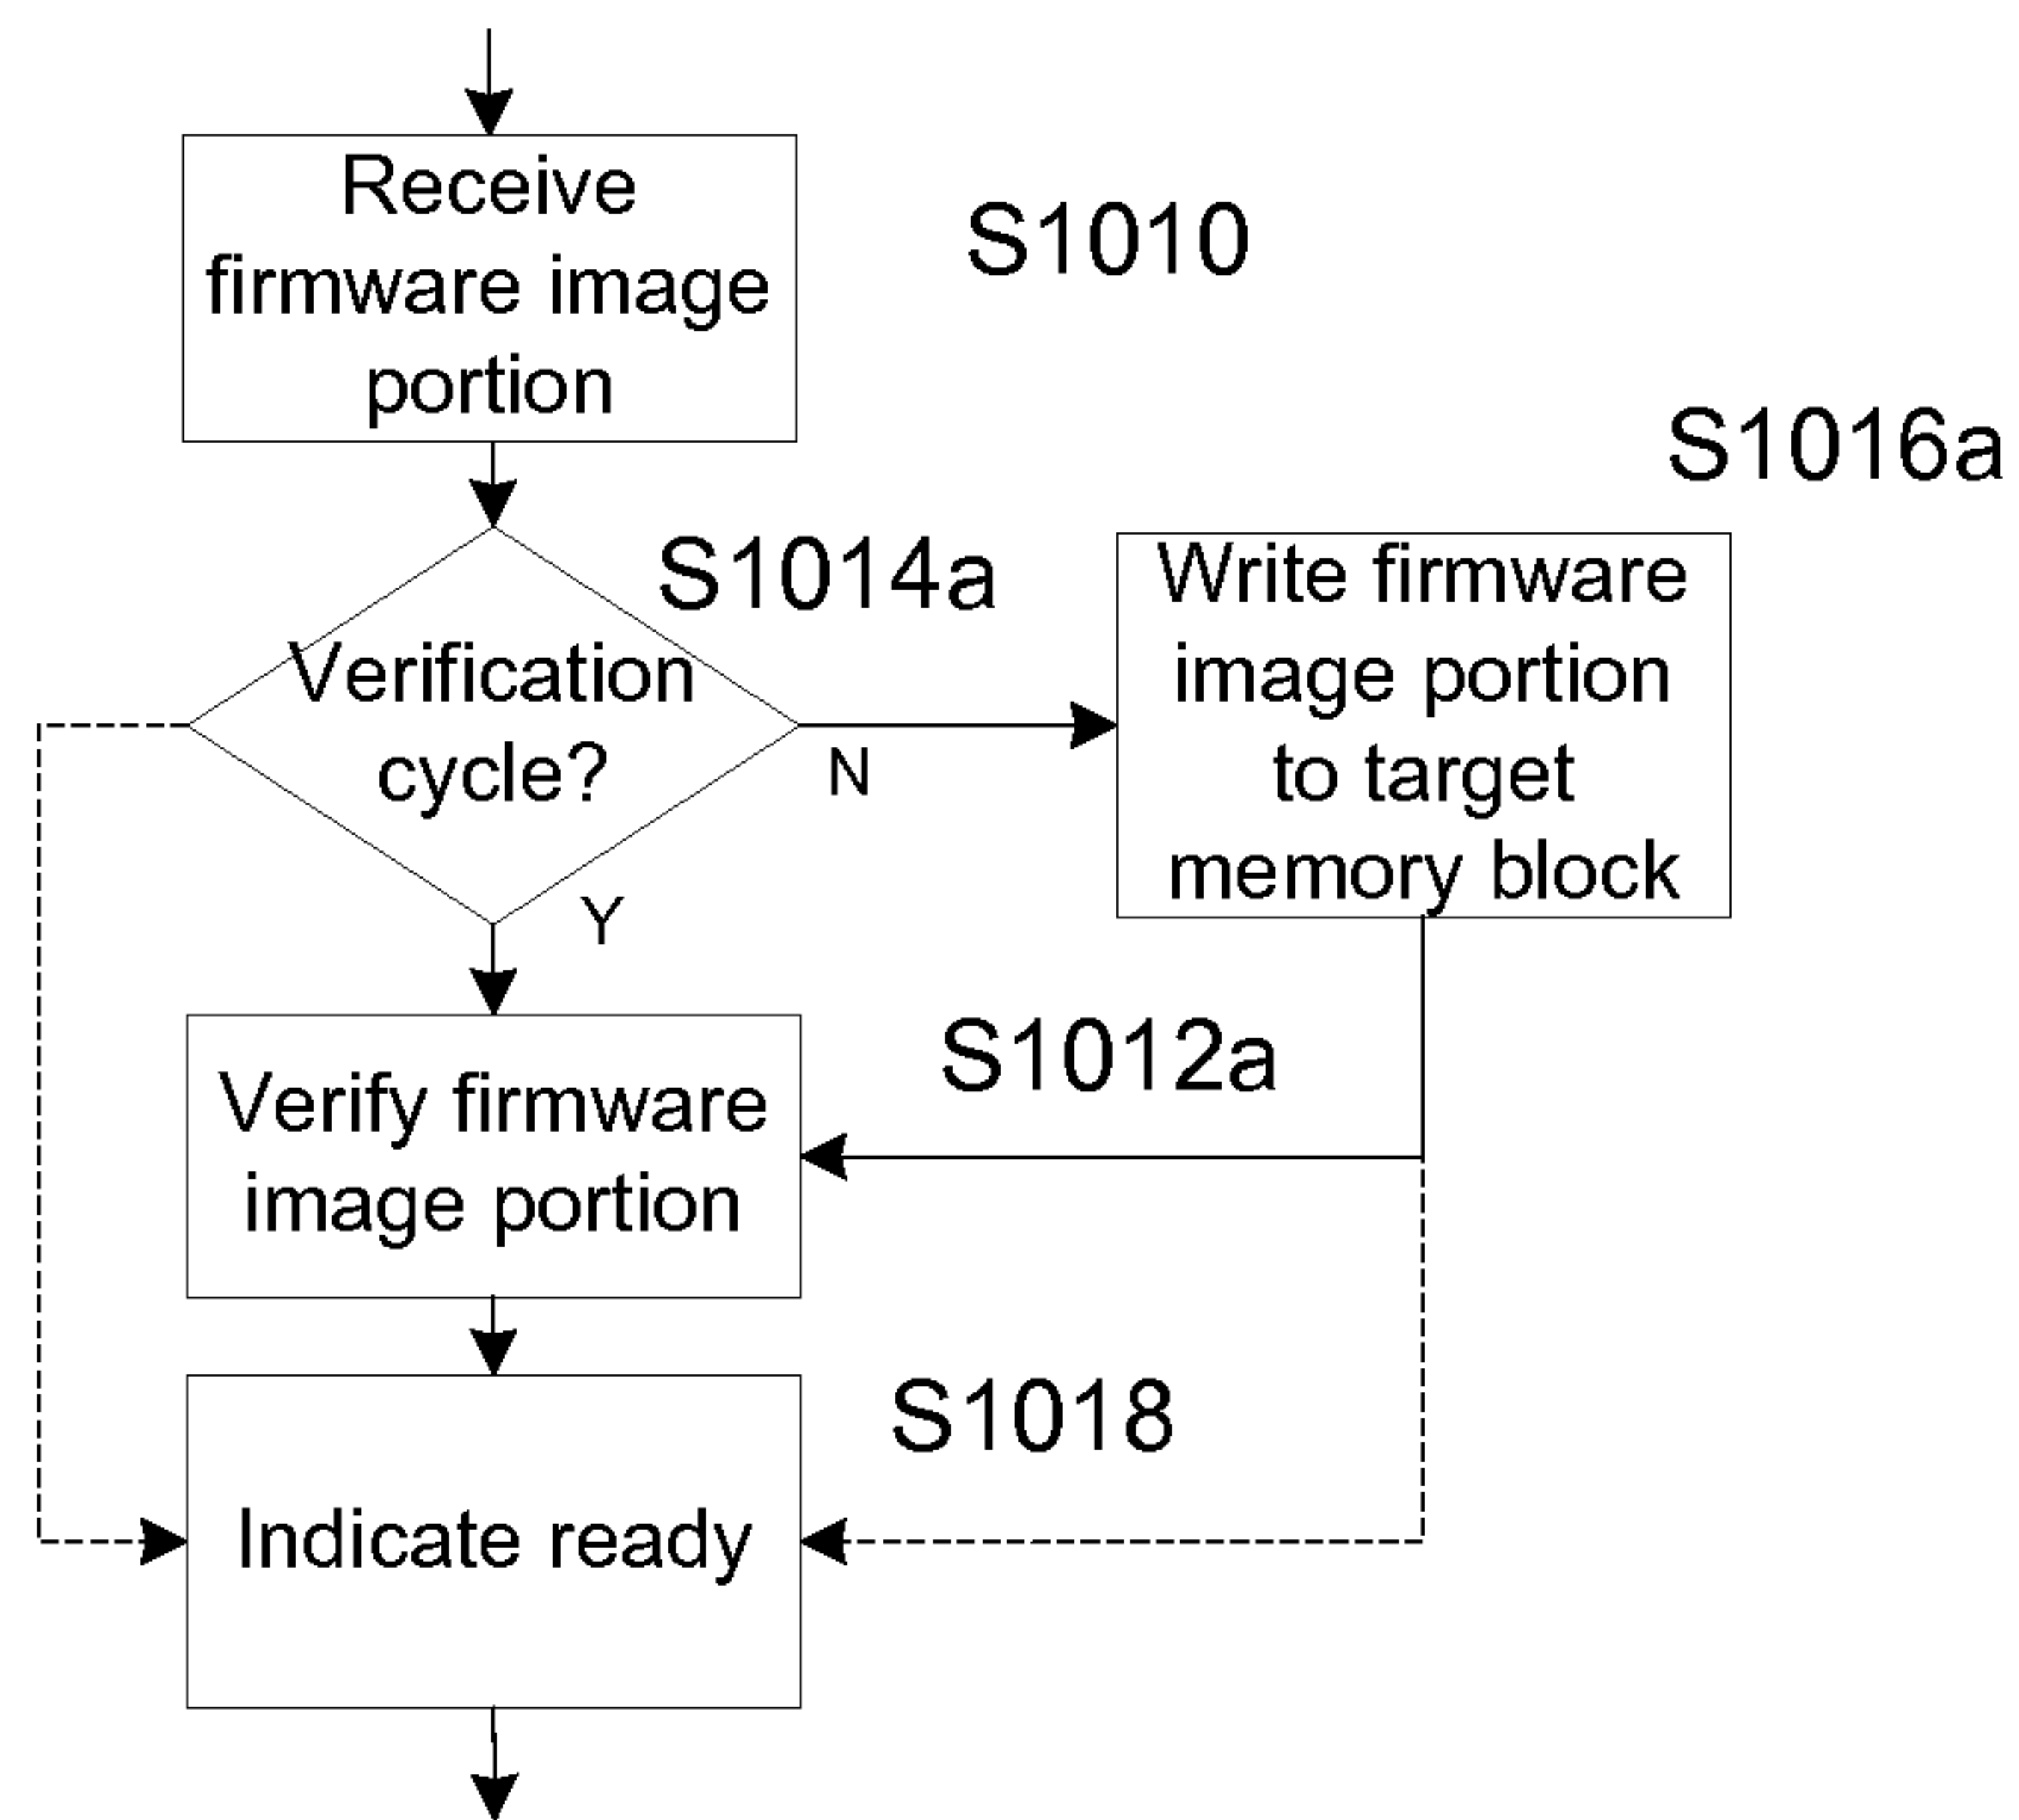 Receive
firmware image
portion
S1010
S1016a
S1014a
Verification
cycle?
N
Y
Write firmware
image portion
to target
memory block
S1012a
Verify firmware
image portion
S1018
Indicate ready